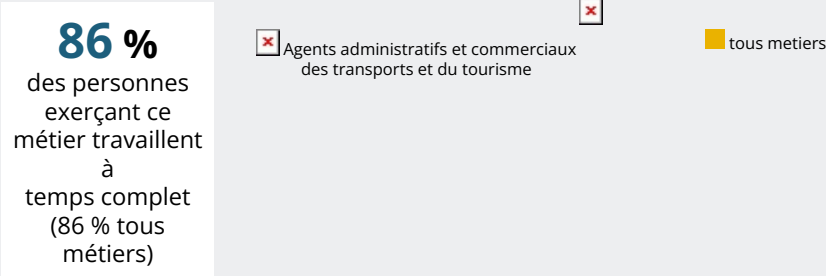 86 %
des personnes
exerçant ce
métier travaillent
à
temps complet
(86 % tous
métiers)
Agents administratifs et commerciaux
des transports et du tourisme
tous metiers